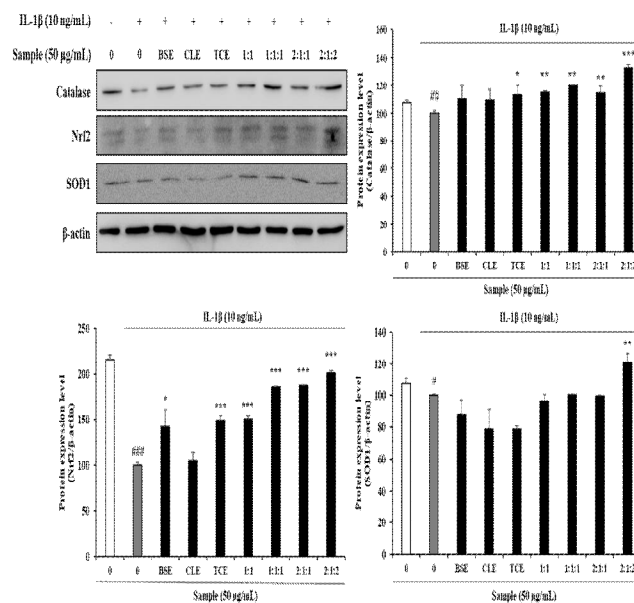 IL-1β (10 ng/mL) - + + + + + + + +
Sample (50 μg/mL) 0 0 BSE CLE TCE 1:1 1:1:1 2:1:1 2:1:2
Catalase
Nrf2
SOD1
β-actin
IL-1β (10 ng/mL)
Protein expression level
(Catalase/β-actin)
140
120
100
80
60
40
20
0
## * ** ** ** ***
0 0 BSE CLE TCE 1:1 1:1:2 2:1:1 2:1:2
Sample (50 μg/mL)
IL-1β (10 ng/mL)
Protein expression level
(Nrf2/β-actin)
250
200
150
100
50
0
### * *** *** *** *** ***
0 0 BSE CLE TCE 1:1 1:1:1 2:1:1 2:1:2
Sample (50 μg/mL)
IL-1β (10 ng/mL)
Protein expression level
(SOD1/β-actin)
140
120
100
80
60
40
20
0
# **
0 0 BSE CLE TCE 1:1 1:1:1 2:1:1 2:1:2
Sample (50 μg/mL)